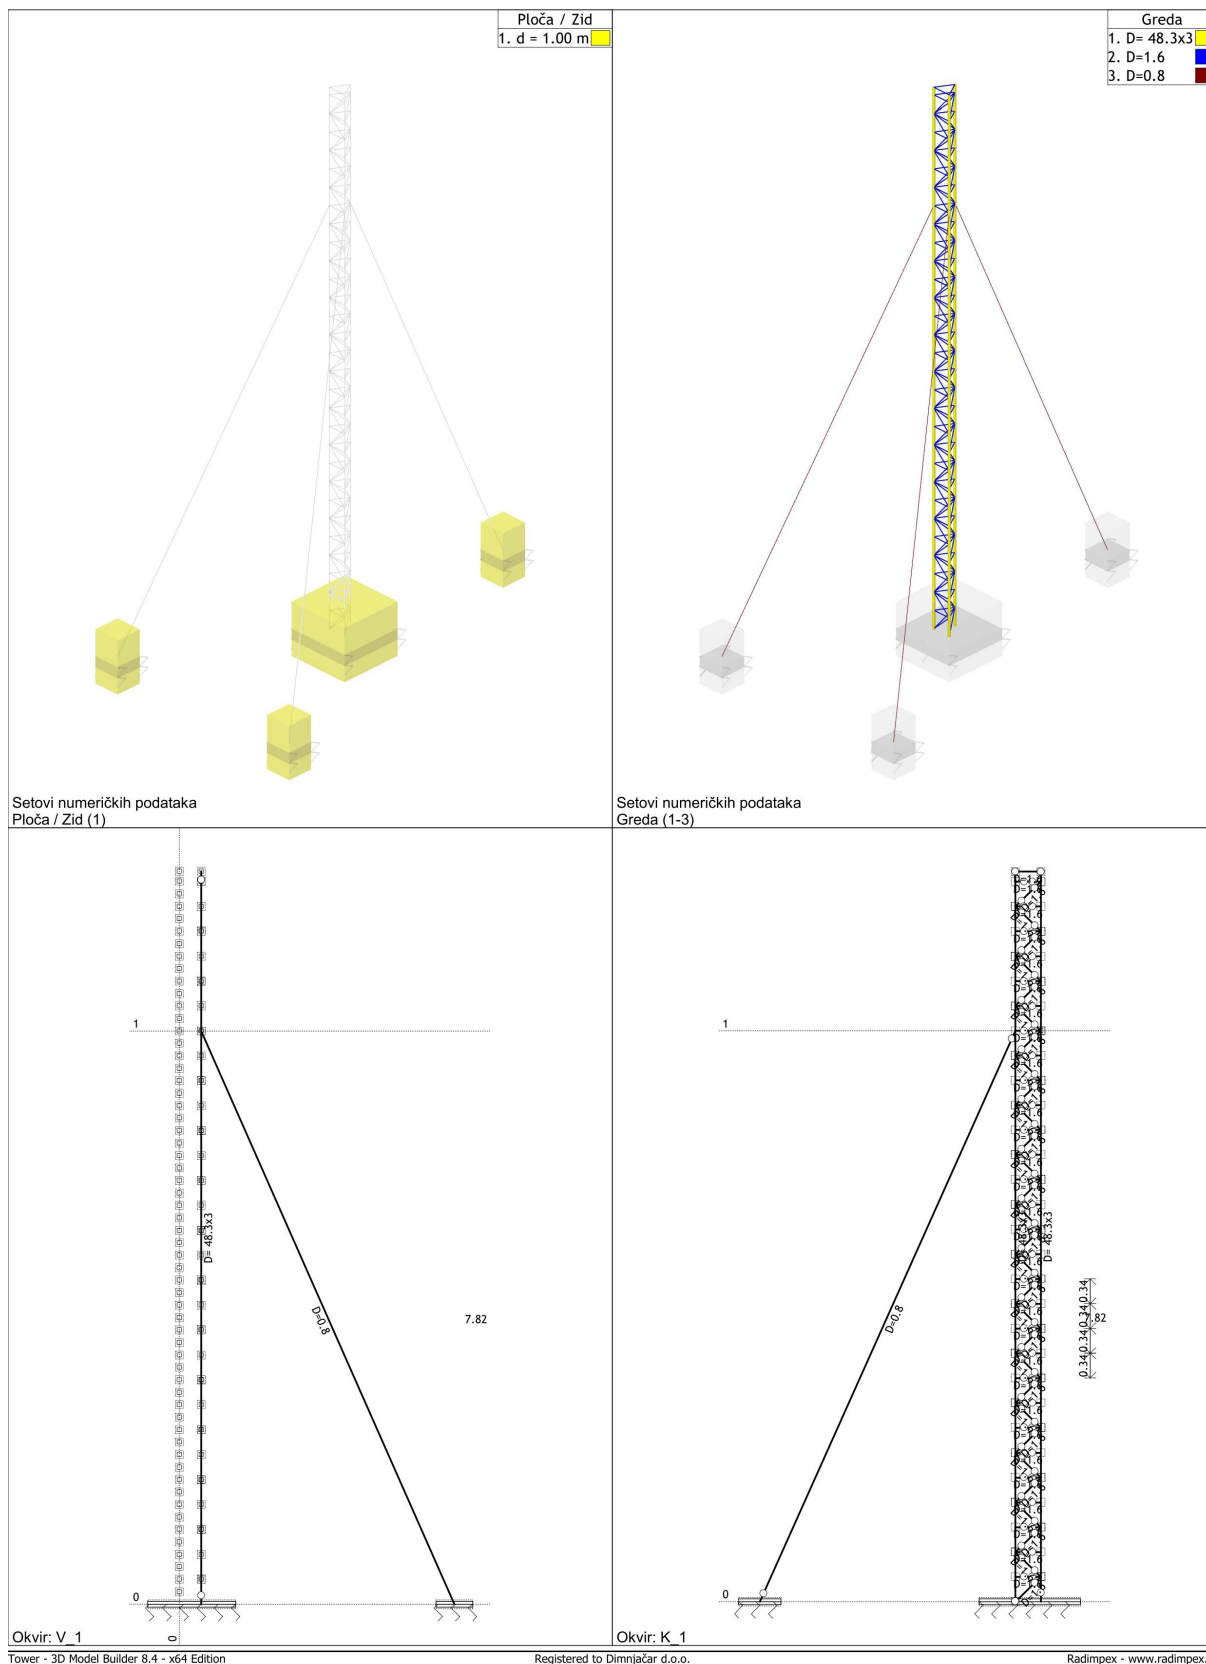 Ploča / Zid
1. d = 1.00 m
Setovi numeričkih podataka
Ploča / Zid (1)
Greda
1. D= 48.3x3
2. D=1.6
3. D=0.8
Setovi numeričkih podataka
Greda (1-3)
1
D= 48.3x3
D=0.8
7.82
0
0
Okvir: V_1
1
D= 48.3x3
D=0.8
0.34
0.34
0.34
0.34
0
Okvir: K_1
Tower - 3D Model Builder 8.4 - x64 Edition
Registered to Dimnjačar d.o.o.
Radimpex - www.radimpex.